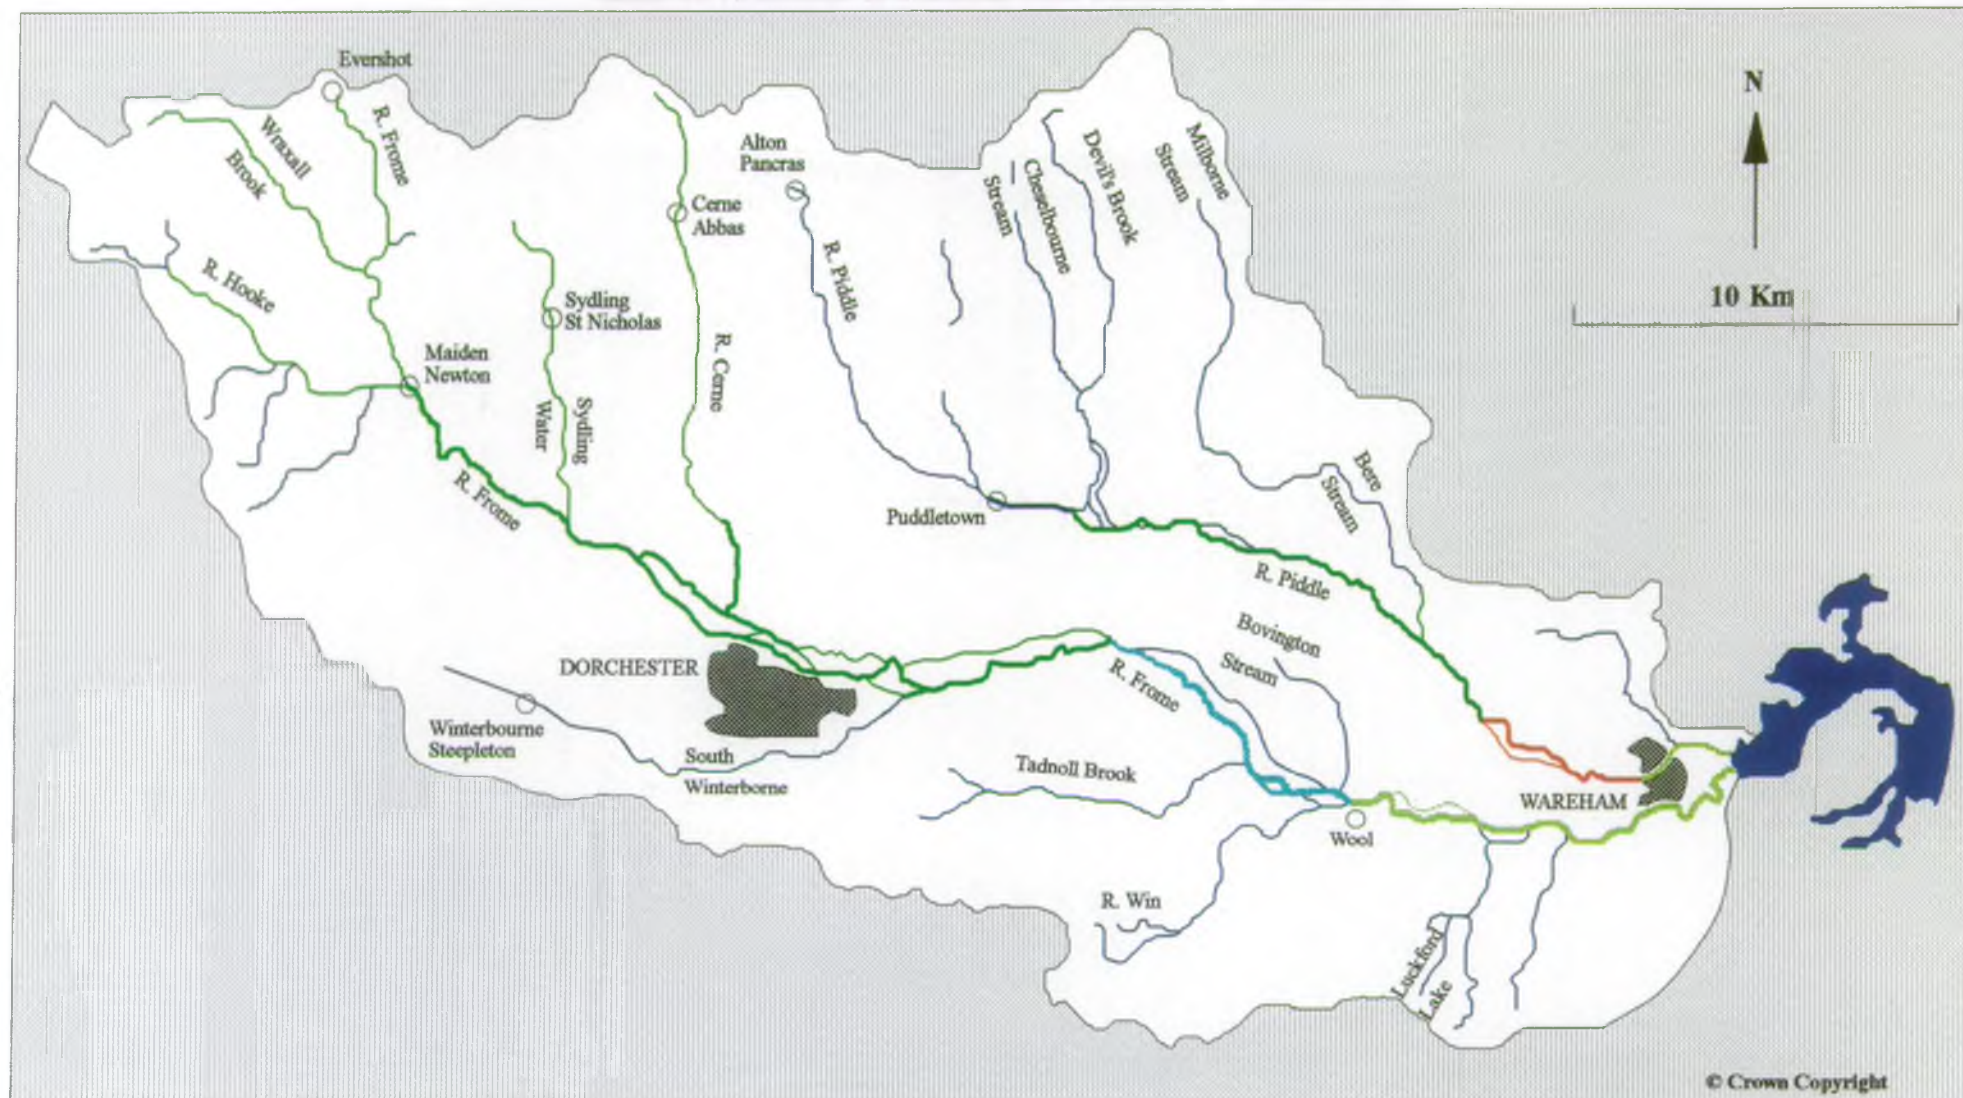 Evershot
R. Frome
Wraxall
Brook
R. Hooke
Maiden
Newton
Sydling
St Nicholas
Sydling
Water
Cerne
Abbas
R. Cerne
Alton
Pancras
R. Piddle
Cheselbourne
Stream
Devil's Brook
Milborne
Stream
N
10 Km
R. Frome
Puddletown
Bere
Stream
R. Piddle
Bovington
Stream
DORCHESTER
R. Frome
Winterbourne
Steepleton
South
Winterborne
Tadnoll Brook
WAREHAM
Wool
R. Win
Luckford
Lake
© Crown Copyright